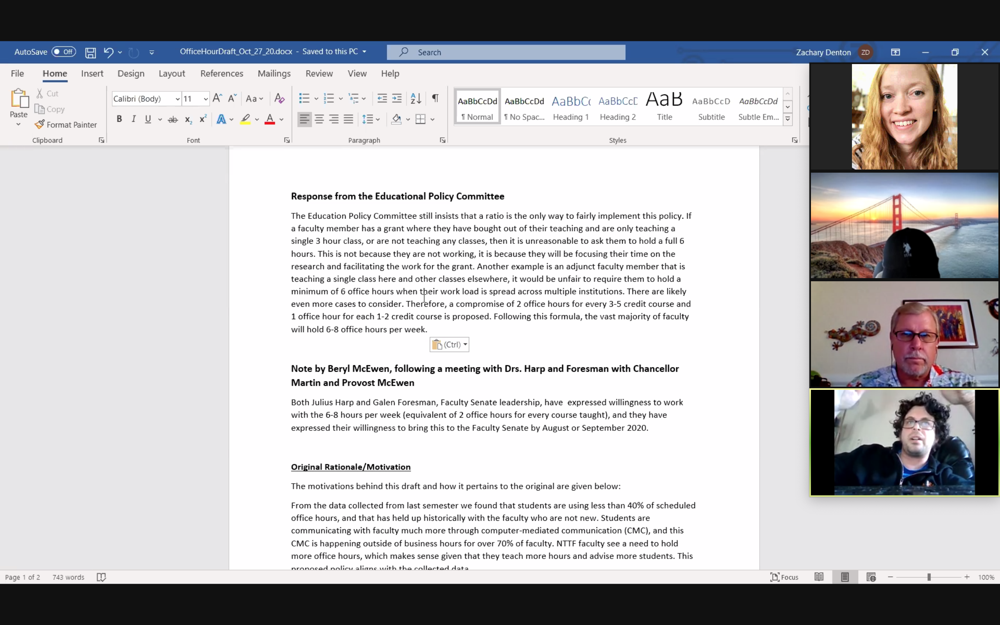 AutoSave Off OfficeHourDraft_Oct_27_20.docx - Saved to this PC Search Zachary Denton ZD
File Home Insert Design Layout References Mailings Review View Help
Paste Cut Copy Format Painter
Clipboard
Calibri (Body) 11 Aa
B I U ab x2 x2 A A
Font
Paragraph
AaBbCcDd AaBbCcDd AaBbC( AaBbCcD AaB AaBbCcD AaBbCcDd
¶ Normal ¶ No Spac... Heading 1 Heading 2 Title Subtitle Subtle Em...
Styles
Response from the Educational Policy Committee
The Education Policy Committee still insists that a ratio is the only way to fairly implement this policy. If
a faculty member has a grant where they have bought out of their teaching and are only teaching a
single 3 hour class, or are not teaching any classes, then it is unreasonable to ask them to hold a full 6
hours. This is not because they are not working, it is because they will be focusing their time on the
research and facilitating the work for the grant. Another example is an adjunct faculty member that is
teaching a single class here and other classes elsewhere, it would be unfair to require them to hold a
minimum of 6 office hours when their work load is spread across multiple institutions. There are likely
even more cases to consider. Therefore, a compromise of 2 office hours for every 3-5 credit course and
1 office hour for each 1-2 credit course is proposed. Following this formula, the vast majority of faculty
will hold 6-8 office hours per week.
(Ctrl)
Note by Beryl McEwen, following a meeting with Drs. Harp and Foresman with Chancellor
Martin and Provost McEwen
Both Julius Harp and Galen Foresman, Faculty Senate leadership, have expressed willingness to work
with the 6-8 hours per week (equivalent of 2 office hours for every course taught), and they have
expressed their willingness to bring this to the Faculty Senate by August or September 2020.
Original Rationale/Motivation
The motivations behind this draft and how it pertains to the original are given below:
From the data collected from last semester we found that students are using less than 40% of scheduled
office hours, and that has held up historically with the faculty who are not new. Students are
communicating with faculty much more through computer-mediated communication (CMC), and this
CMC is happening outside of business hours for over 70% of faculty. NTTF faculty see a need to hold
more office hours, which makes sense given that they teach more hours and advise more students. This
proposed policy aligns with the collected data.
Page 1 of 2 743 words Focus 100%